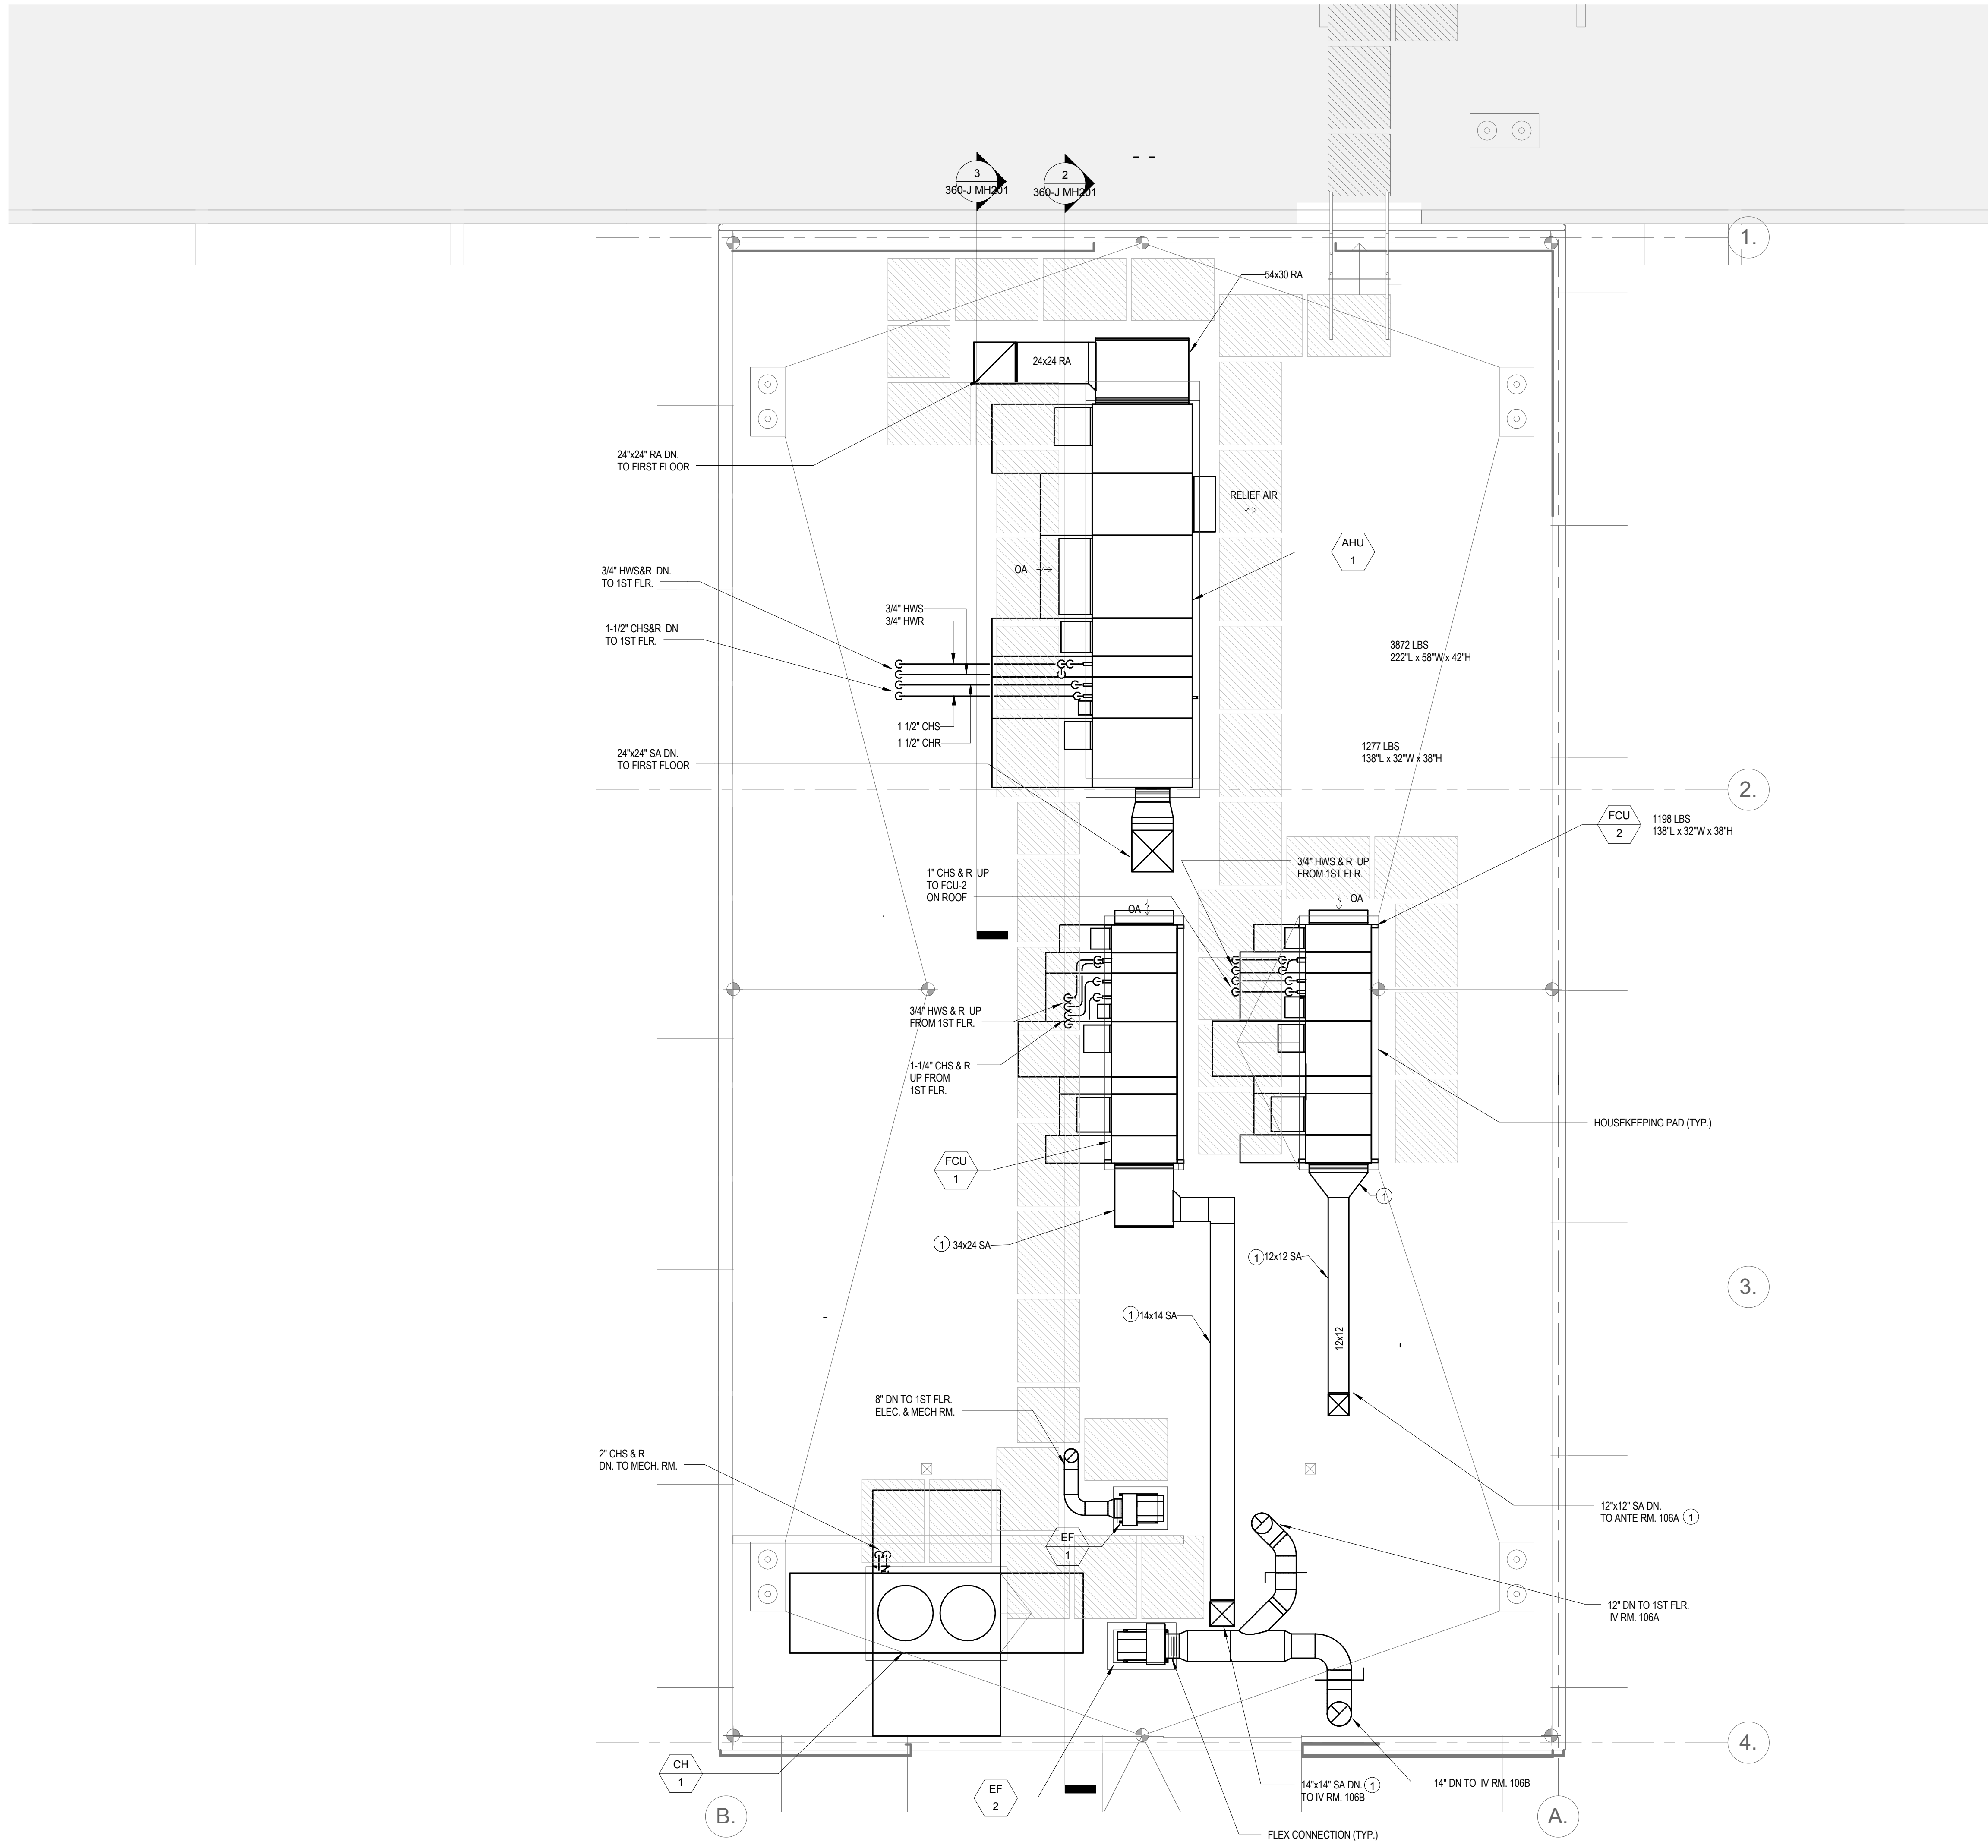 3
360-J MH201
2
360-J MH201
1.
54x30 RA
24x24 RA
24"x24" RA DN.
TO FIRST FLOOR
RELIEF AIR
AHU
1
OA
3/4" HWS&R DN.
TO 1ST FLR.
3/4" HWS
3/4" HWR
1-1/2" CHS&R DN
TO 1ST FLR.
3872 LBS
222"L x 58"W x 42"H
1 1/2" CHS
1 1/2" CHR
24"x24" SA DN.
TO FIRST FLOOR
1277 LBS
138"L x 32"W x 38"H
2.
FCU
2
1198 LBS
138"L x 32"W x 38"H
3/4" HWS & R UP
FROM 1ST FLR.
1" CHS & R UP
TO FCU-2
ON ROOF
OA
OA
3/4" HWS & R UP
FROM 1ST FLR.
1-1/4" CHS & R
UP FROM
1ST FLR.
HOUSEKEEPING PAD (TYP.)
FCU
1
1
1 34x24 SA
1 12x12 SA
3.
1 14x14 SA
12x12
8" DN TO 1ST FLR.
ELEC. & MECH RM.
2" CHS & R
DN. TO MECH. RM.
12"x12" SA DN.
TO ANTE RM. 106A 1
EF
1
12" DN TO 1ST FLR.
IV RM. 106A
4.
CH
1
EF
2
14"x14" SA DN. 1
TO IV RM. 106B
14" DN TO IV RM. 106B
B.
A.
FLEX CONNECTION (TYP.)